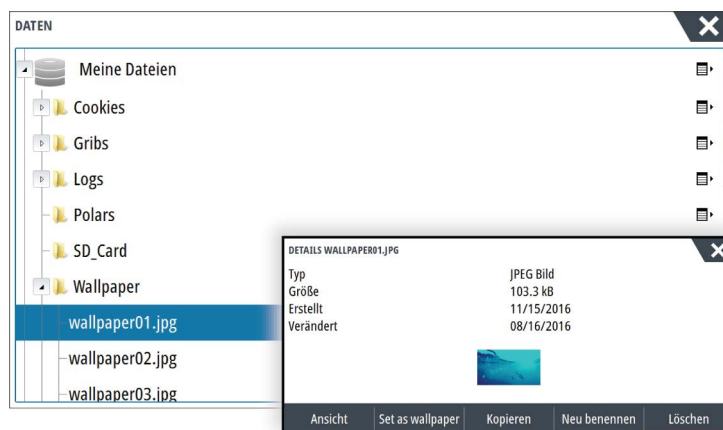 DATEN
Meine Dateien
Cookies
Gribs
Logs
Polars
SD_Card
Wallpaper
wallpaper01.jpg
wallpaper02.jpg
wallpaper03.jpg
DETAILS WALLPAPER01.JPG
Typ JPEG Bild
Größe 103.3 kB
Erstellt 11/15/2016
Verändert 08/16/2016
Ansicht Set as wallpaper Kopieren Neu benennen Löschen